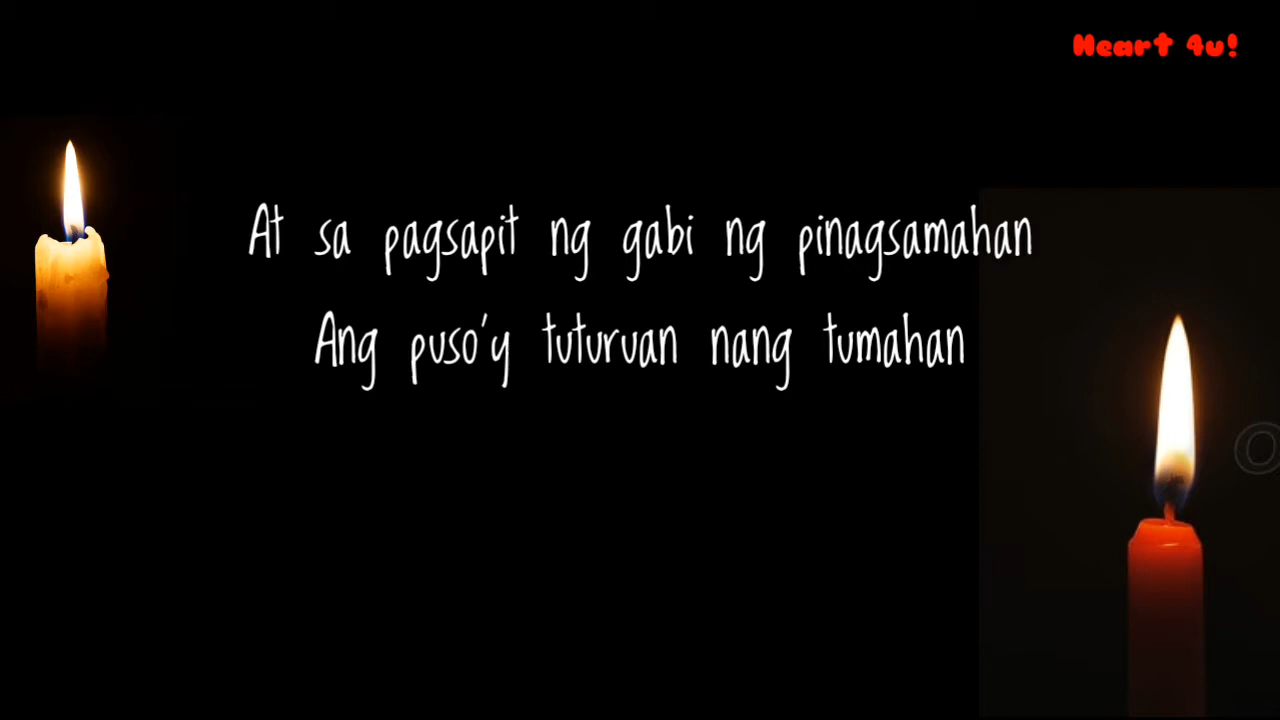 Heart 4u!
At sa pagsapit ng gabi ng pinagsamahan
Ang puso'y tuturuan nang tumahan